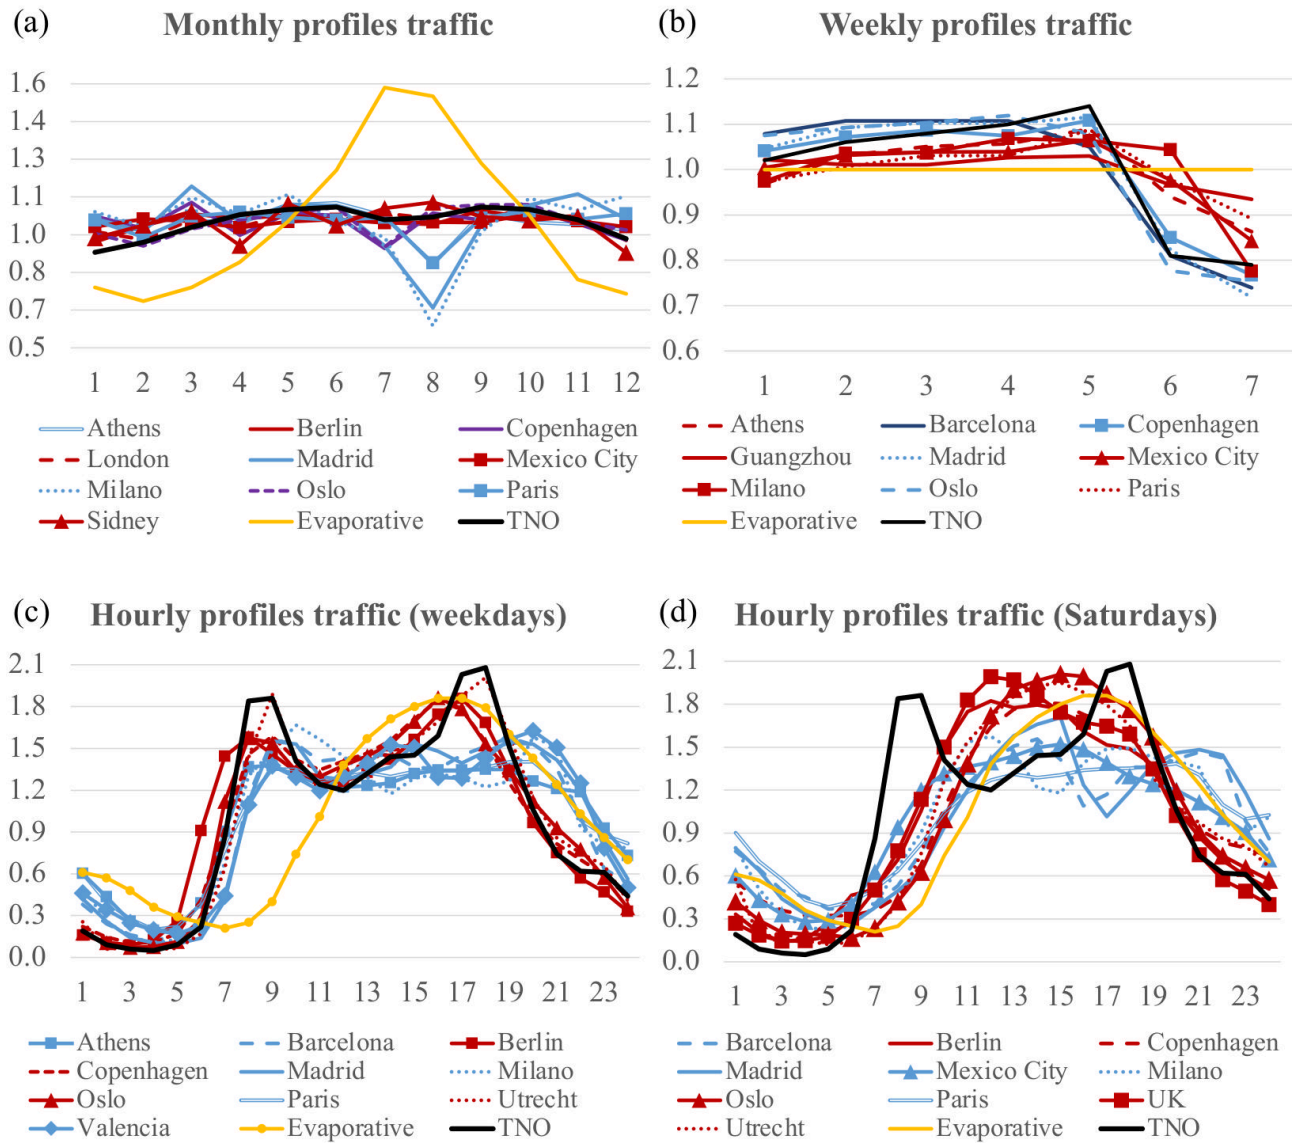 (a) Monthly profiles traffic
1.6
1.4
1.3
1.1
1.0
0.8
0.7
0.5
1 2 3 4 5 6 7 8 9 10 11 12
Athens Berlin Copenhagen
London Madrid Mexico City
Milano Oslo Paris
Sidney Evaporative TNO
(b) Weekly profiles traffic
1.2
1.1
1.0
0.9
0.8
0.7
0.6
1 2 3 4 5 6 7
Athens Barcelona Copenhagen
Guangzhou Madrid Mexico City
Milano Oslo Paris
Evaporative TNO
(c) Hourly profiles traffic (weekdays)
2.1
1.8
1.5
1.2
0.9
0.6
0.3
0.0
1 3 5 7 9 11 13 15 17 19 21 23
Athens Barcelona Berlin
Copenhagen Madrid Milano
Oslo Paris Utrecht
Valencia Evaporative TNO
(d) Hourly profiles traffic (Saturdays)
2.1
1.8
1.5
1.2
0.9
0.6
0.3
0.0
1 3 5 7 9 11 13 15 17 19 21 23
Barcelona Berlin Copenhagen
Madrid Mexico City Milano
Oslo Paris UK
Utrecht Evaporative TNO